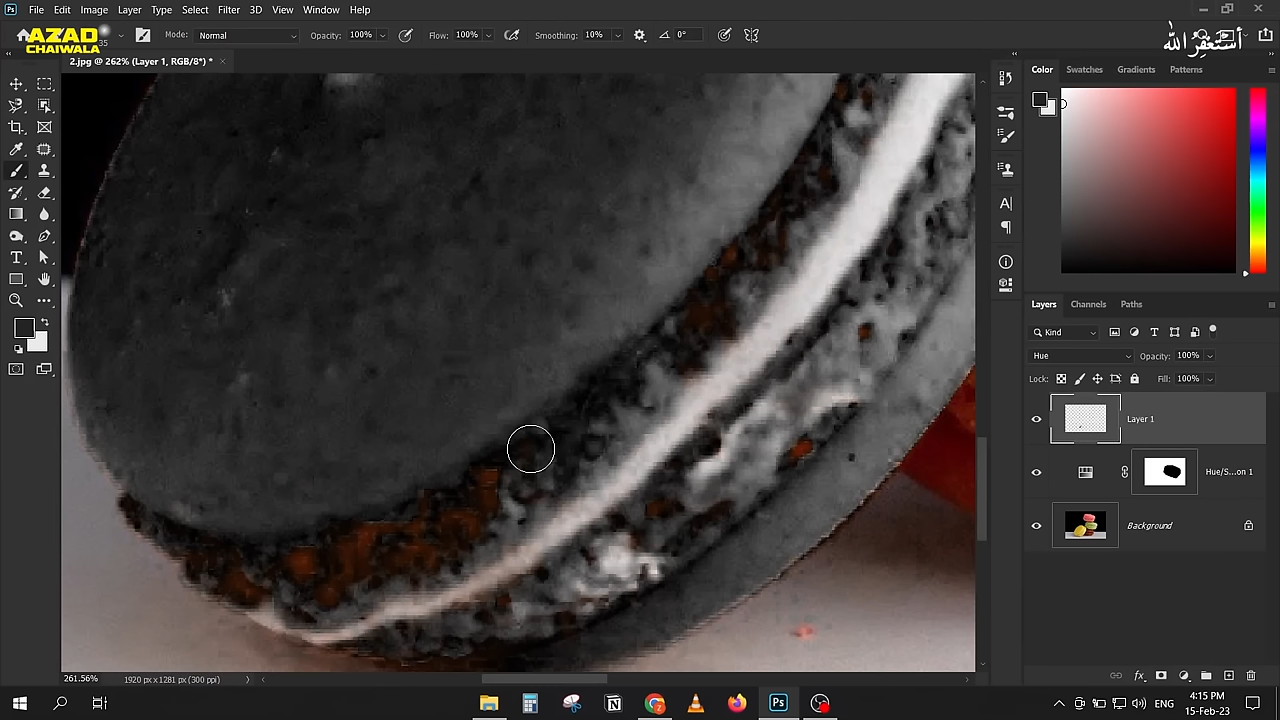 File Edit Image Layer Type Select Filter 3D View Window Help
AZAD
CHAIWALA
35
Mode: Normal
Opacity: 100%
Flow: 100%
Smoothing: 10%
0°
أستغفر الله
2.jpg @ 262% (Layer 1, RGB/8*) *
Color Swatches Gradients Patterns
Layers Channels Paths
Kind
Hue
Opacity: 100%
Lock:
Fill: 100%
Layer 1
Hue/S...on 1
Background
261.56%
1920 px x 1281 px (300 ppi)
ENG
4:15 PM
15-Feb-23